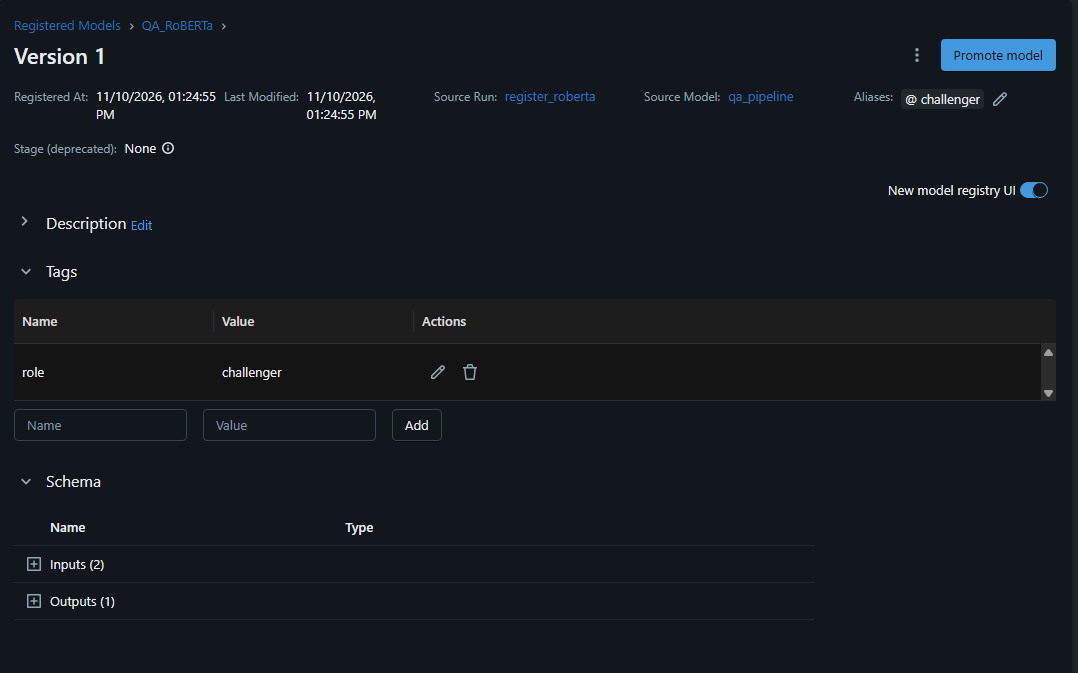 Registered Models > QA_RoBERTa >
Version 1
Promote model
Registered At: 11/10/2026, 01:24:55 PM
Last Modified: 11/10/2026, 01:24:55 PM
Source Run: register_roberta
Source Model: qa_pipeline
Aliases: @ challenger
Stage (deprecated): None
New model registry UI
Description Edit
Tags
Name Value Actions
role challenger
Name Value Add
Schema
Name Type
Inputs (2)
Outputs (1)